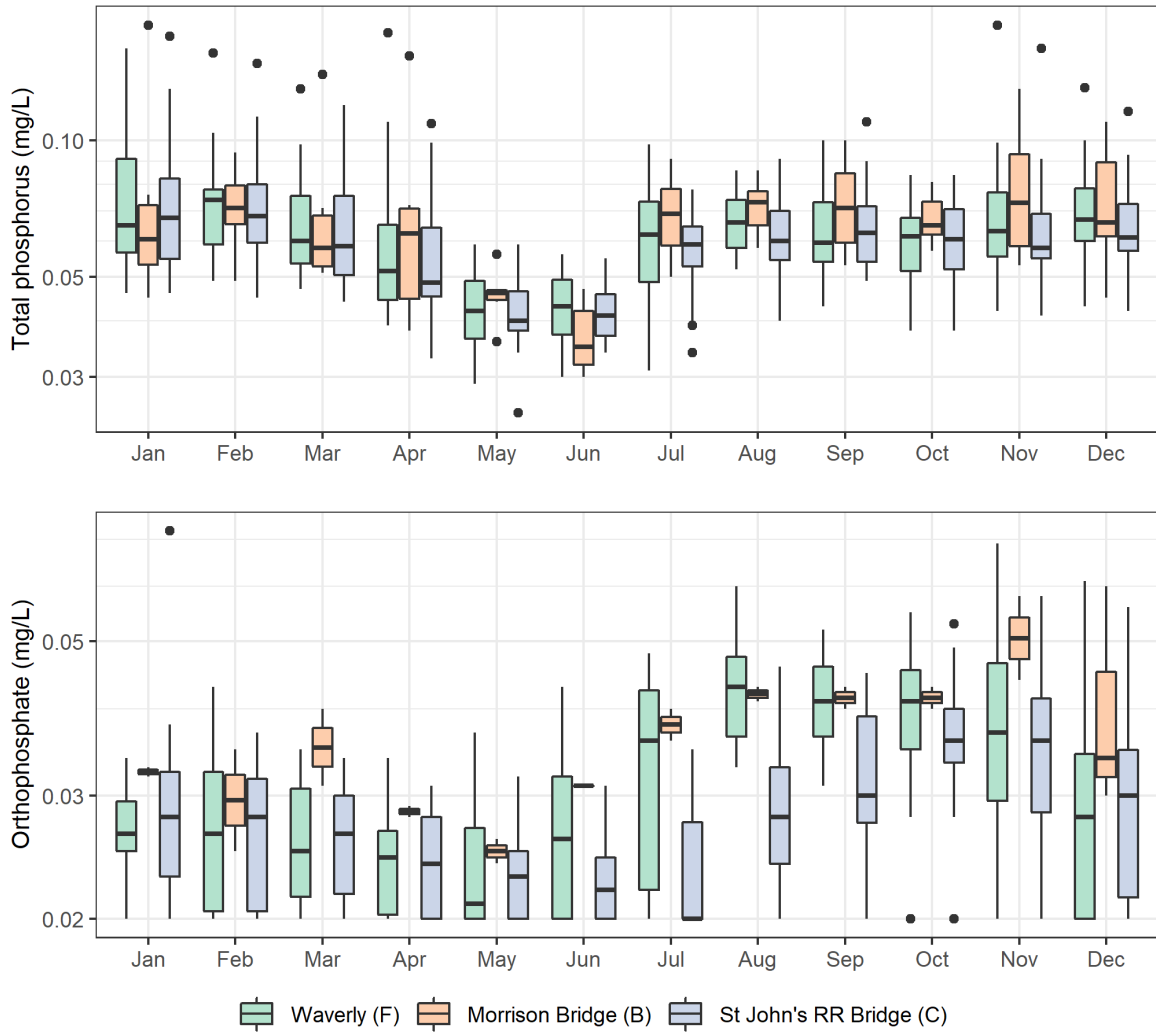 Total phosphorus (mg/L)
0.10
0.05
0.03
Jan Feb Mar Apr May Jun Jul Aug Sep Oct Nov Dec
Orthophosphate (mg/L)
0.05
0.03
0.02
Jan Feb Mar Apr May Jun Jul Aug Sep Oct Nov Dec
Waverly (F) Morrison Bridge (B) St John's RR Bridge (C)